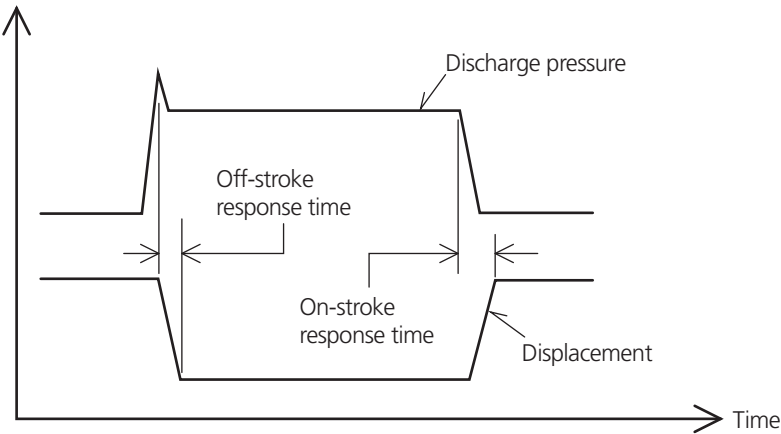 Discharge pressure
Off-stroke
response time
On-stroke
response time
Displacement
Time